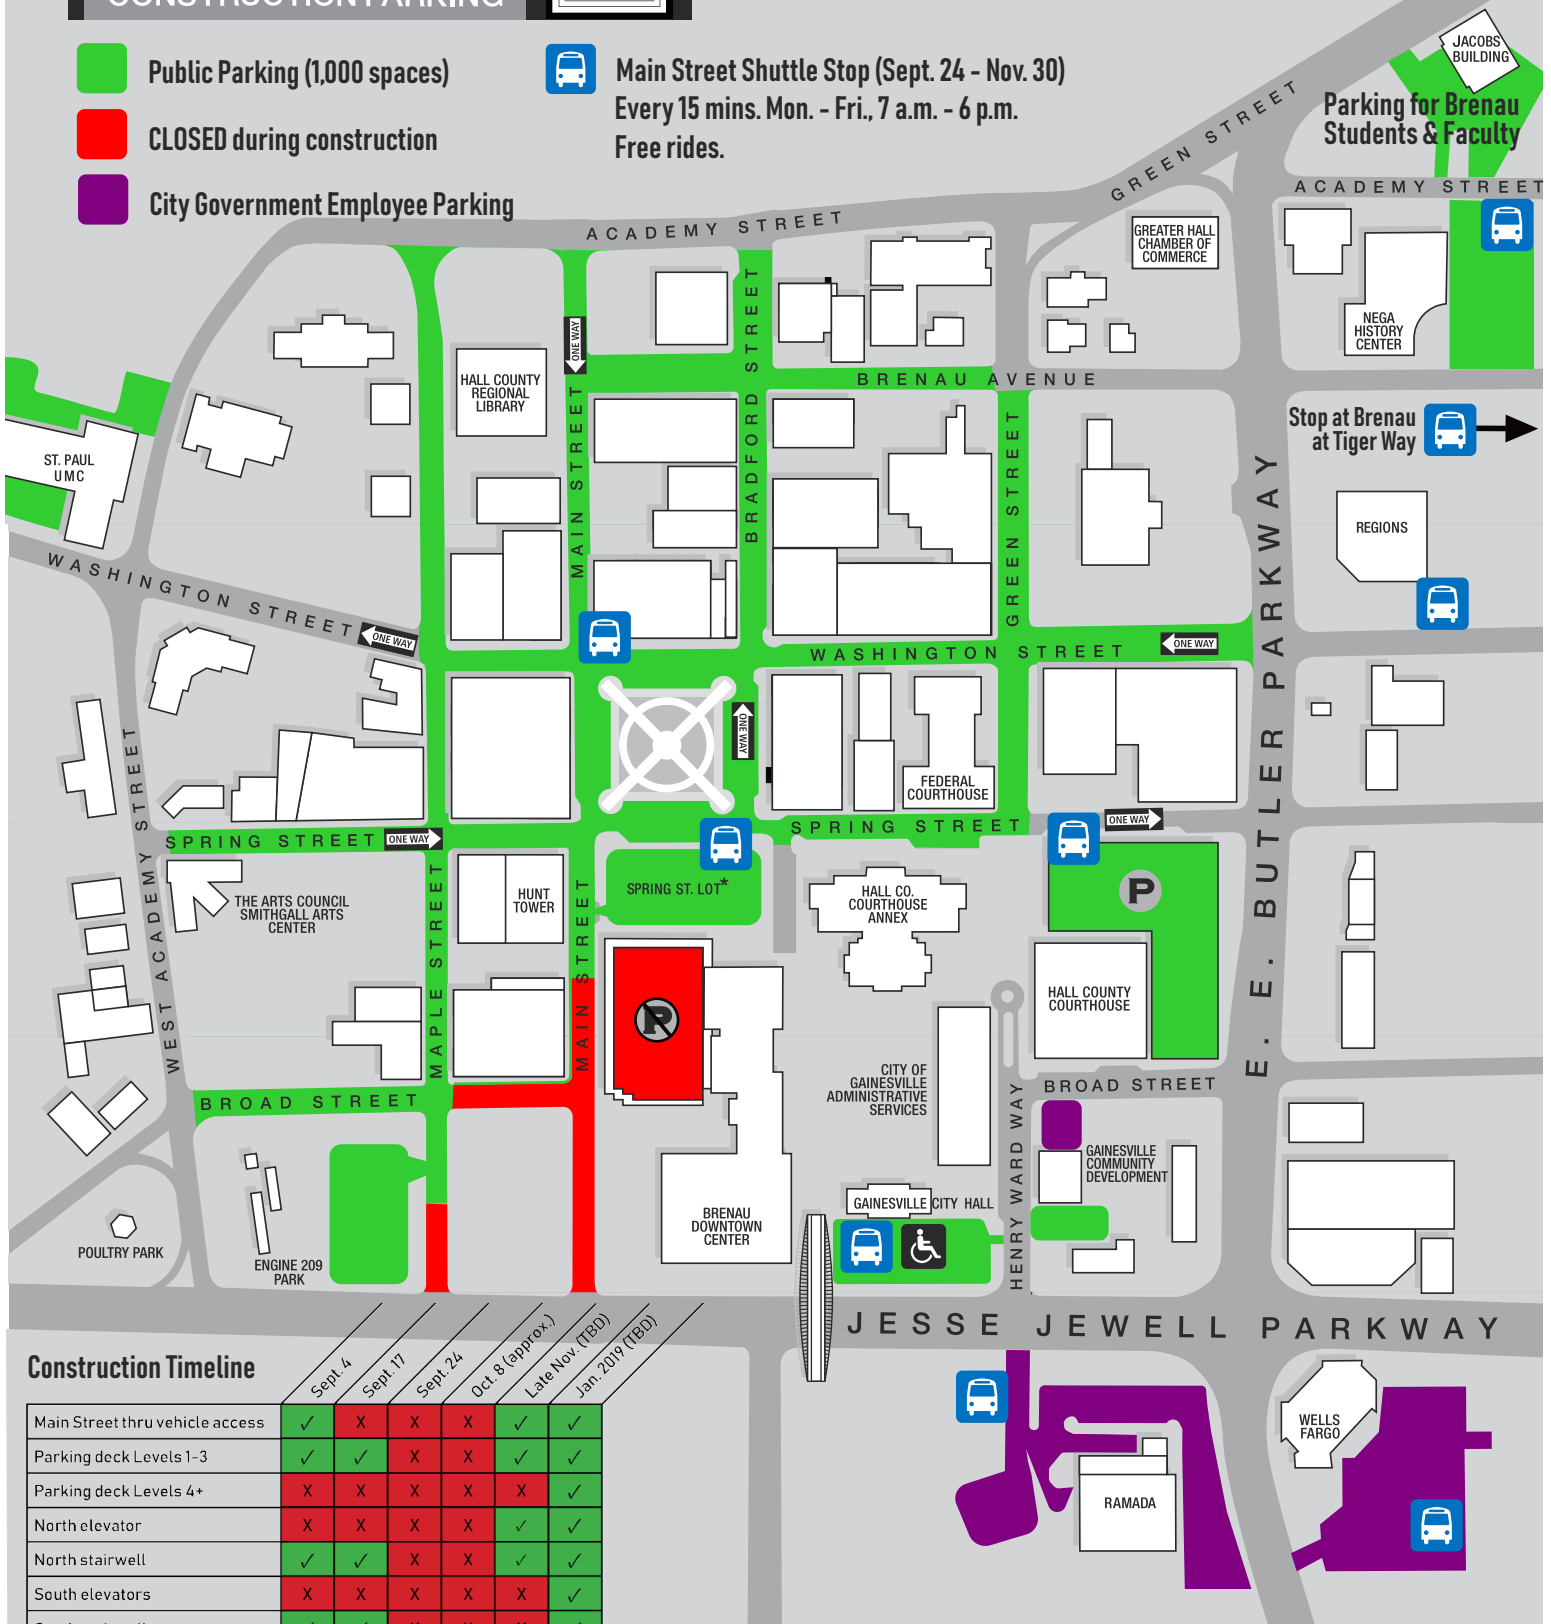 CONSTRUCTION PARKING
Public Parking (1,000 spaces)
CLOSED during construction
City Government Employee Parking
Main Street Shuttle Stop (Sept. 24 - Nov. 30)
Every 15 mins. Mon. - Fri., 7 a.m. - 6 p.m.
Free rides.
JACOBS
BUILDING
Parking for Brenau
Students & Faculty
GREEN STREET
ACADEMY STREET
ACADEMY STREET
GREATER HALL
CHAMBER OF
COMMERCE
NEGA
HISTORY
CENTER
ONE WAY
HALL COUNTY
REGIONAL
LIBRARY
MAIN STREET
BRADFORD STREET
BRENAU AVENUE
GREEN STREET
Stop at Brenau
at Tiger Way
ST. PAUL
UMC
REGIONS
WASHINGTON STREET
ONE WAY
WASHINGTON STREET
ONE WAY
E. E. BUTLER PARKWAY
ONE WAY
FEDERAL
COURTHOUSE
WEST ACADEMY STREET
SPRING STREET
ONE WAY
SPRING STREET
ONE WAY
THE ARTS COUNCIL
SMITHGALL ARTS
CENTER
HUNT
TOWER
SPRING ST. LOT*
HALL CO.
COURTHOUSE
ANNEX
P
MAPLE STREET
MAIN STREET
P
HALL COUNTY
COURTHOUSE
CITY OF
GAINESVILLE
ADMINISTRATIVE
SERVICES
BROAD STREET
BROAD STREET
HENRY WARD WAY
GAINESVILLE
COMMUNITY
DEVELOPMENT
GAINESVILLE CITY HALL
BRENAU
DOWNTOWN
CENTER
POULTRY PARK
ENGINE 209
PARK
JESSE JEWELL PARKWAY
WELLS
FARGO
RAMADA
Construction Timeline
Sept. 4
Sept. 17
Sept. 24
Oct. 8 (approx.)
Late Nov. (TBD)
Jan. 2019 (TBD)
Main Street thru vehicle access ✓ X X X ✓ ✓
Parking deck Levels 1-3 ✓ ✓ X X ✓ ✓
Parking deck Levels 4+ X X X X X ✓
North elevator X X X X ✓ ✓
North stairwell ✓ ✓ X X ✓ ✓
South elevators X X X X X ✓